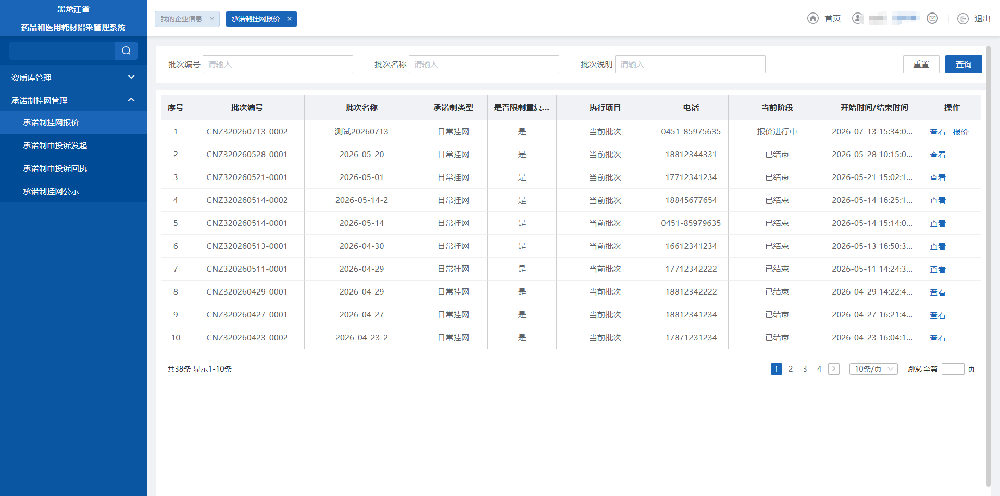 黑龙江省
药品和医用耗材招采管理系统
我的企业信息 ×
承诺制挂网报价 ×
首页
退出
资质库管理
承诺制挂网管理
承诺制挂网报价
承诺制申投诉发起
承诺制申投诉回执
承诺制挂网公示
批次编号 请输入 批次名称 请输入 批次说明 请输入 重置 查询
序号 批次编号 批次名称 承诺制类型 是否限制重复... 执行项目 电话 当前阶段 开始时间/结束时间 操作
1 CNZ320260713-0002 测试20260713 日常挂网 是 当前批次 0451-85975635 报价进行中 2026-07-13 15:34:0... 查看 报价
2 CNZ320260528-0001 2026-05-20 日常挂网 是 当前批次 18812344331 已结束 2026-05-28 10:15:0... 查看
3 CNZ320260521-0001 2026-05-01 日常挂网 是 当前批次 17712341234 已结束 2026-05-21 15:02:1... 查看
4 CNZ320260514-0002 2026-05-14-2 日常挂网 是 当前批次 18845677654 已结束 2026-05-14 16:25:1... 查看
5 CNZ320260514-0001 2026-05-14 日常挂网 是 当前批次 0451-85979635 已结束 2026-05-14 15:14:0... 查看
6 CNZ320260513-0001 2026-04-30 日常挂网 是 当前批次 16612341234 已结束 2026-05-13 16:50:3... 查看
7 CNZ320260511-0001 2026-04-29 日常挂网 是 当前批次 17712342222 已结束 2026-05-11 14:24:3... 查看
8 CNZ320260429-0001 2026-04-29 日常挂网 是 当前批次 18812342222 已结束 2026-04-29 14:22:4... 查看
9 CNZ320260427-0001 2026-04-27 日常挂网 是 当前批次 18812341234 已结束 2026-04-27 16:21:4... 查看
10 CNZ320260423-0002 2026-04-23-2 日常挂网 是 当前批次 17871231234 已结束 2026-04-23 16:04:1... 查看
共38条 显示1-10条 1 2 3 4 > 10条/页 跳转至第 页